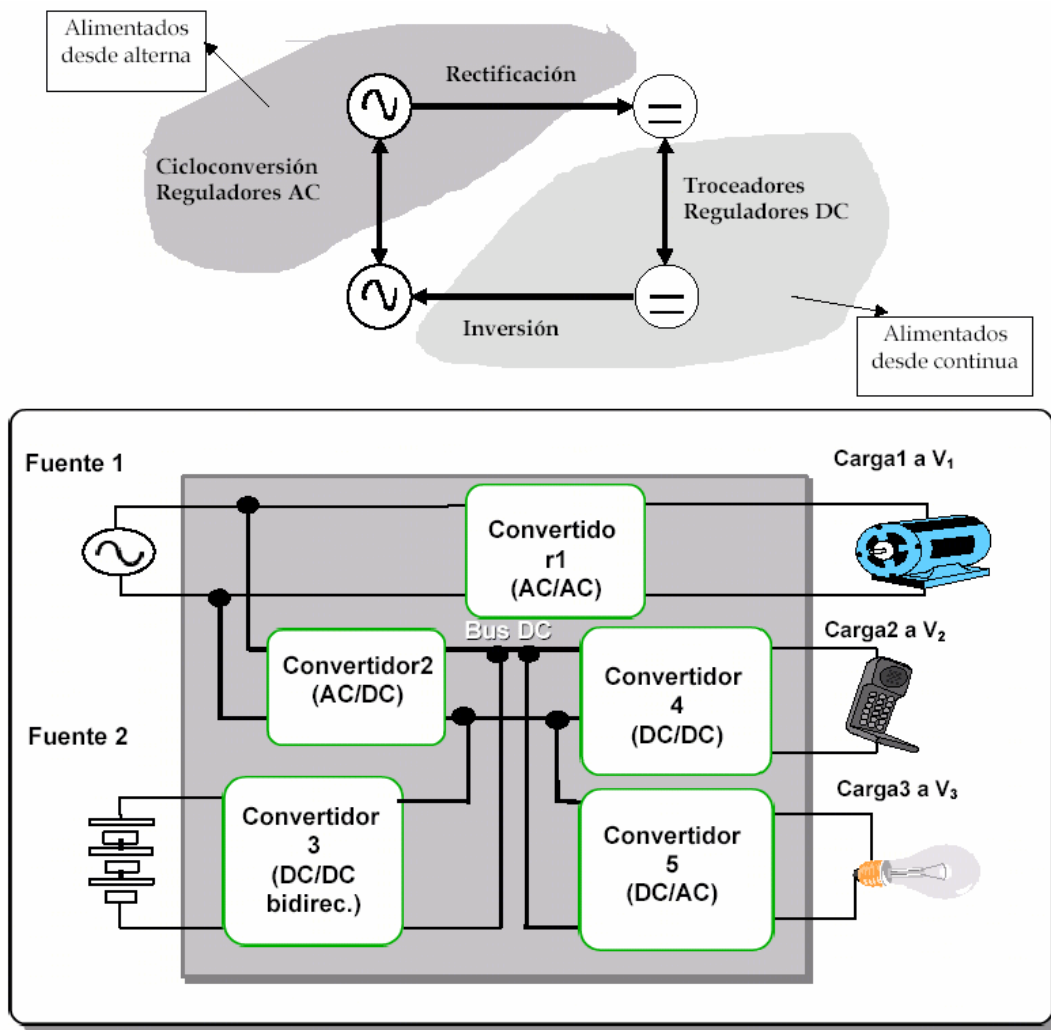 Alimentados
desde alterna
Rectificación
Cicloconversión
Reguladores AC
Troceadores
Reguladores DC
Inversión
Alimentados
desde continua
Fuente 1
Carga1 a V₁
Convertido
r1
(AC/AC)
Bus DC
Carga2 a V₂
Convertidor2
(AC/DC)
Convertidor
4
(DC/DC)
Fuente 2
Carga3 a V₃
Convertidor
3
(DC/DC
bidirec.)
Convertidor
5
(DC/AC)